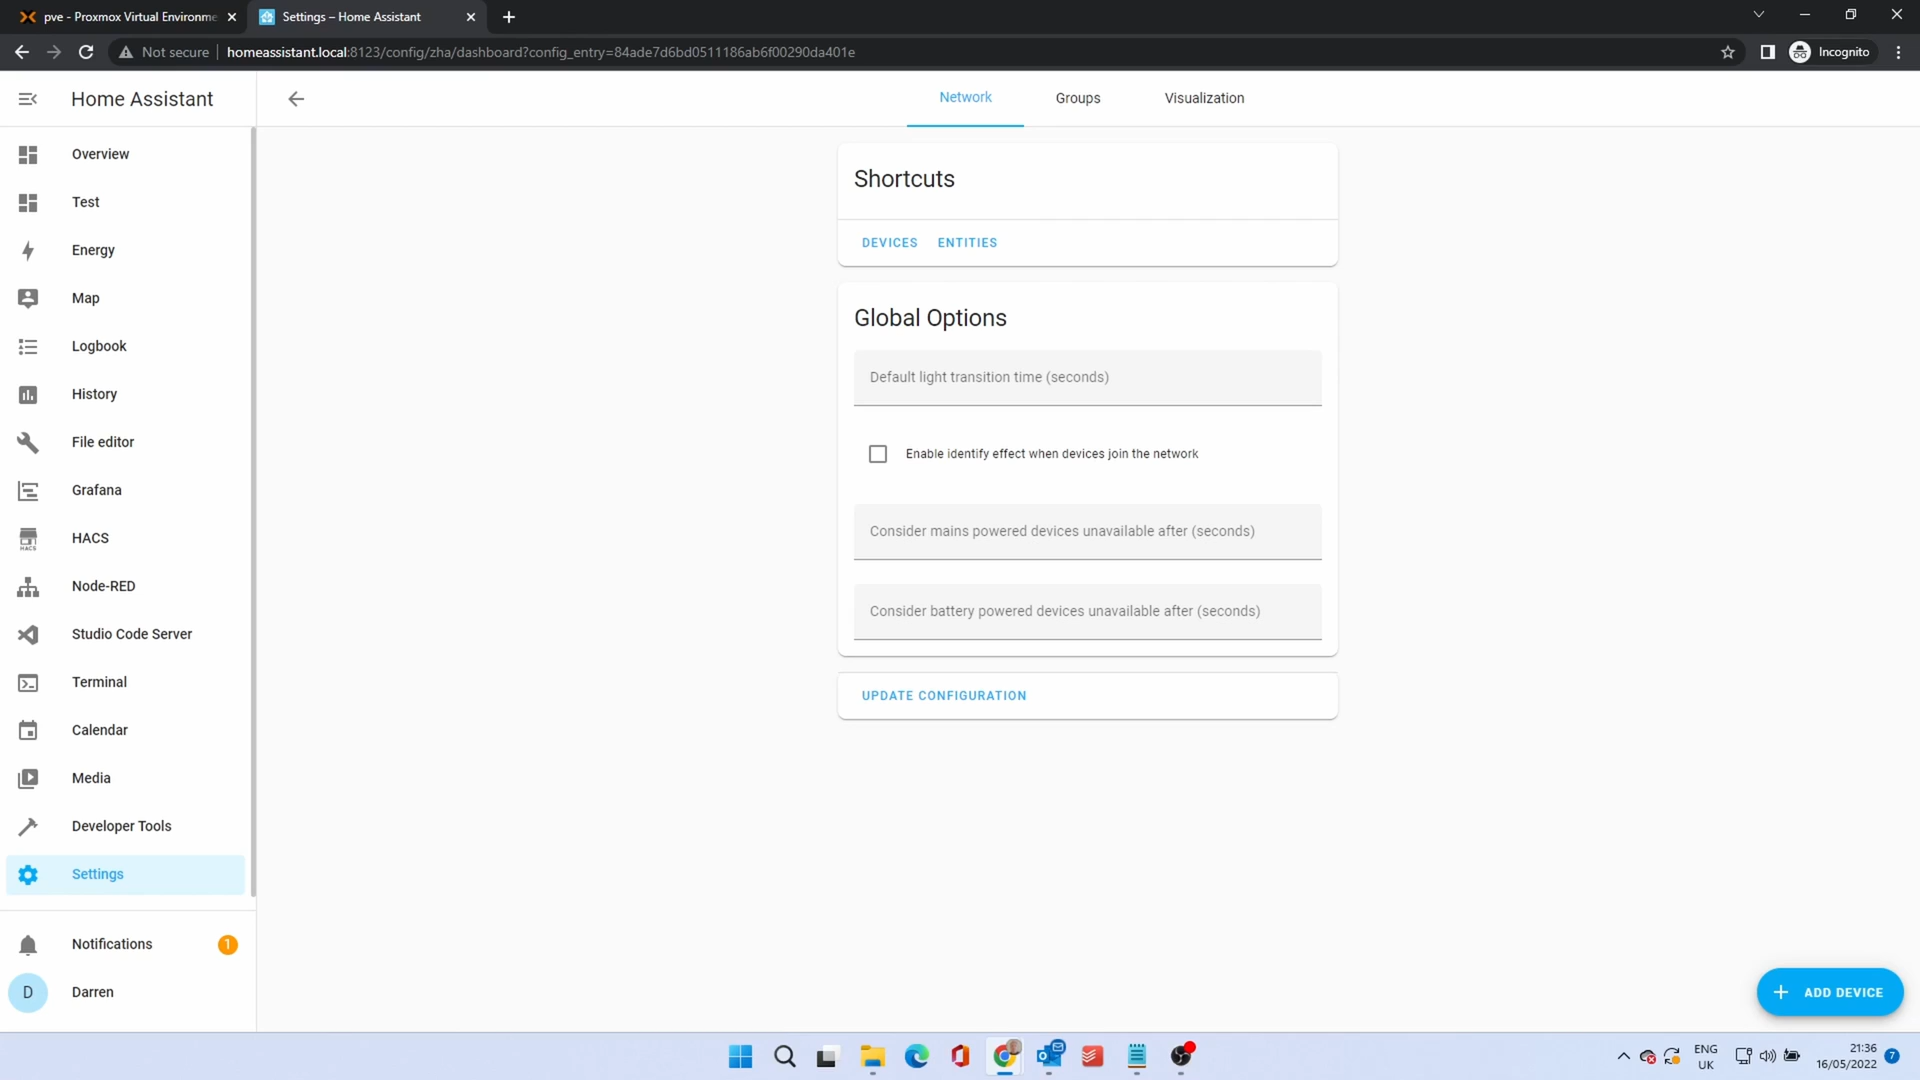 pve - Proxmox Virtual Environme
Settings – Home Assistant
Not secure
homeassistant.local:8123/config/zha/dashboard?config_entry=84ade7d6bd0511186ab6f00290da401e
Incognito
Home Assistant
Network
Groups
Visualization
Overview
Test
Energy
Map
Logbook
History
File editor
Grafana
HACS
HACS
Node-RED
Studio Code Server
Terminal
Calendar
Media
Developer Tools
Settings
Notifications
1
D
Darren
Shortcuts
DEVICES
ENTITIES
Global Options
Default light transition time (seconds)
Enable identify effect when devices join the network
Consider mains powered devices unavailable after (seconds)
Consider battery powered devices unavailable after (seconds)
UPDATE CONFIGURATION
ADD DEVICE
ENG
UK
21:36
16/05/2022
7